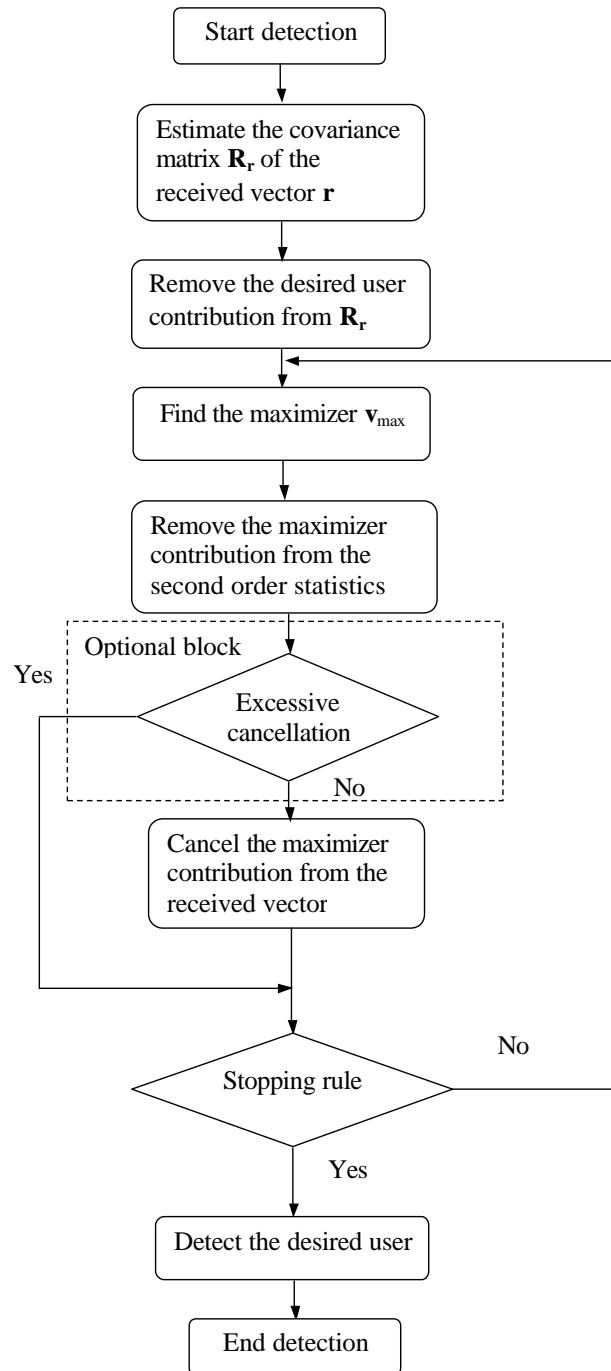 Start detection
Estimate the covariance
matrix Rr of the
received vector r
Remove the desired user
contribution from Rr
Find the maximizer vmax
Remove the maximizer
contribution from the
second order statistics
Optional block
Yes
Excessive
cancellation
No
Cancel the maximizer
contribution from the
received vector
No
Stopping rule
Yes
Detect the desired user
End detection